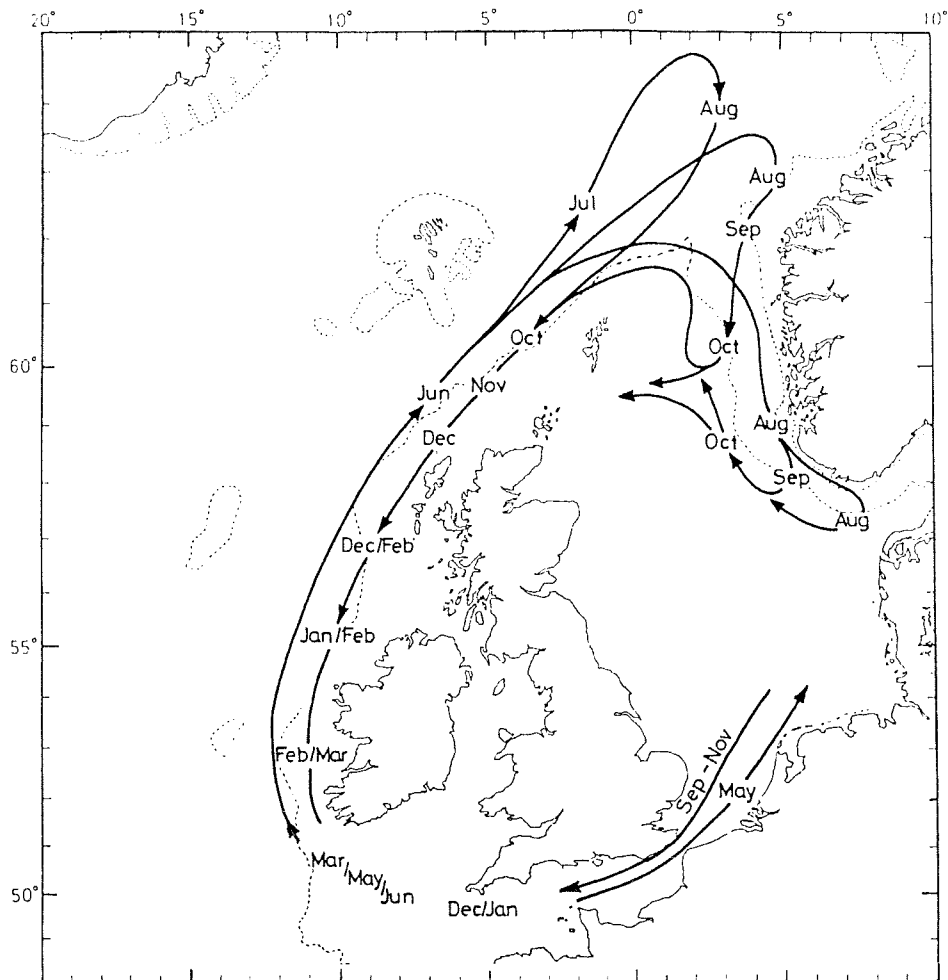 20° 15° 10° 5° 0° 5° 10°
Aug
Aug
Jul
Sep
Oct
Oct
60°
Jun
Nov
Aug
Dec
Oct
Sep
Aug
Dec/Feb
55°
Jan/Feb
Feb/Mar
Sep-Nov
May
Mar/May/Jun
50°
Dec/Jan